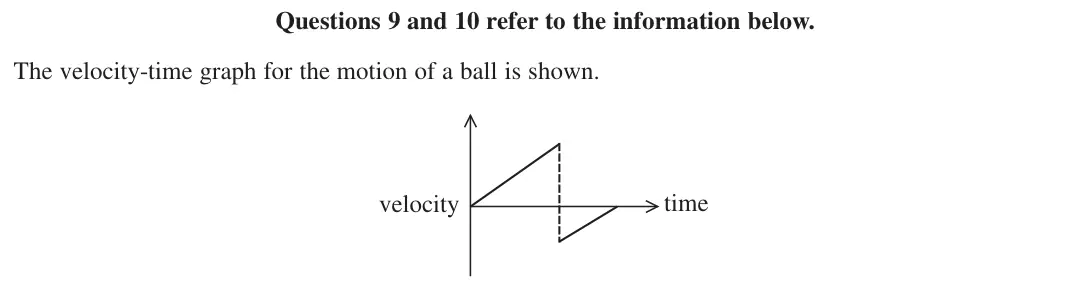 Questions 9 and 10 refer to the information below.
The velocity-time graph for the motion of a ball is shown.
velocity
time